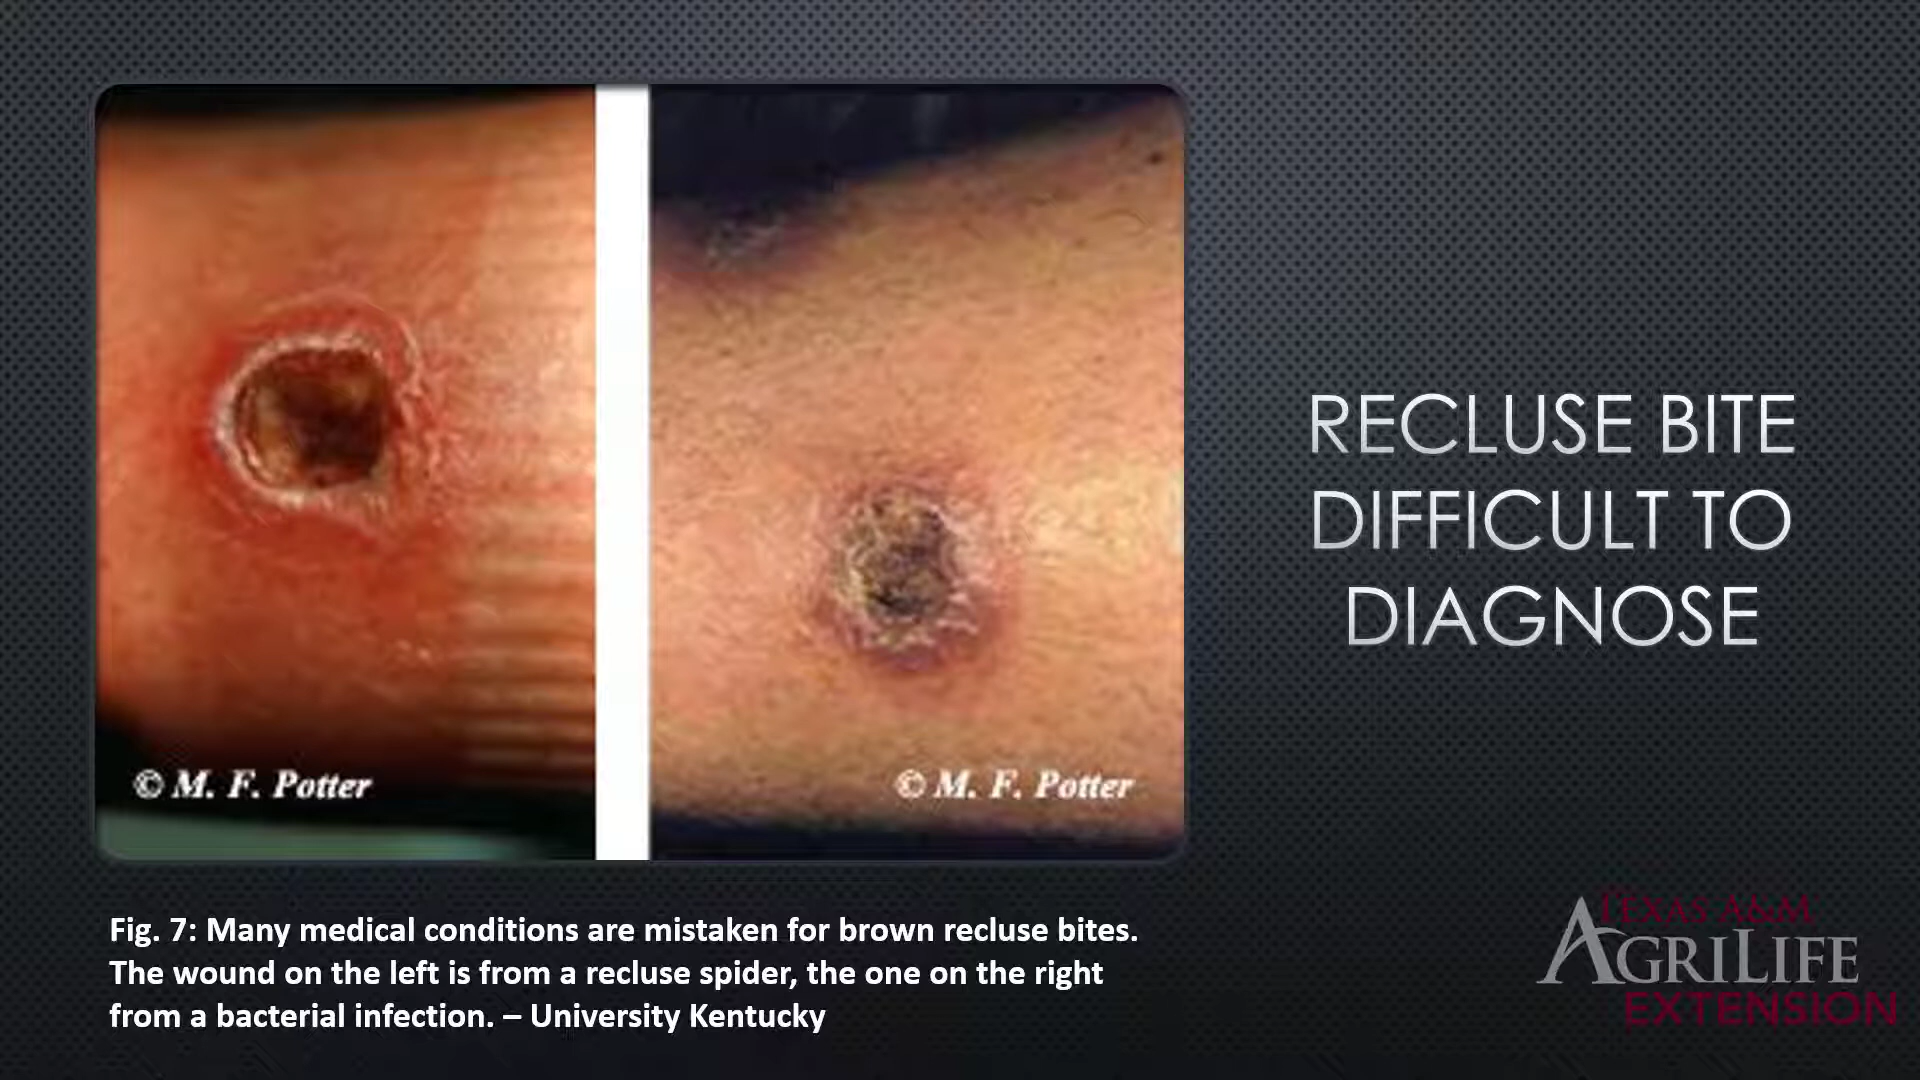 © M. F. Potter
© M. F. Potter
RECLUSE BITE
DIFFICULT TO
DIAGNOSE
Fig. 7: Many medical conditions are mistaken for brown recluse bites.
The wound on the left is from a recluse spider, the one on the right
from a bacterial infection. – University Kentucky
TEXAS A&M
AGRILIFE
EXTENSION